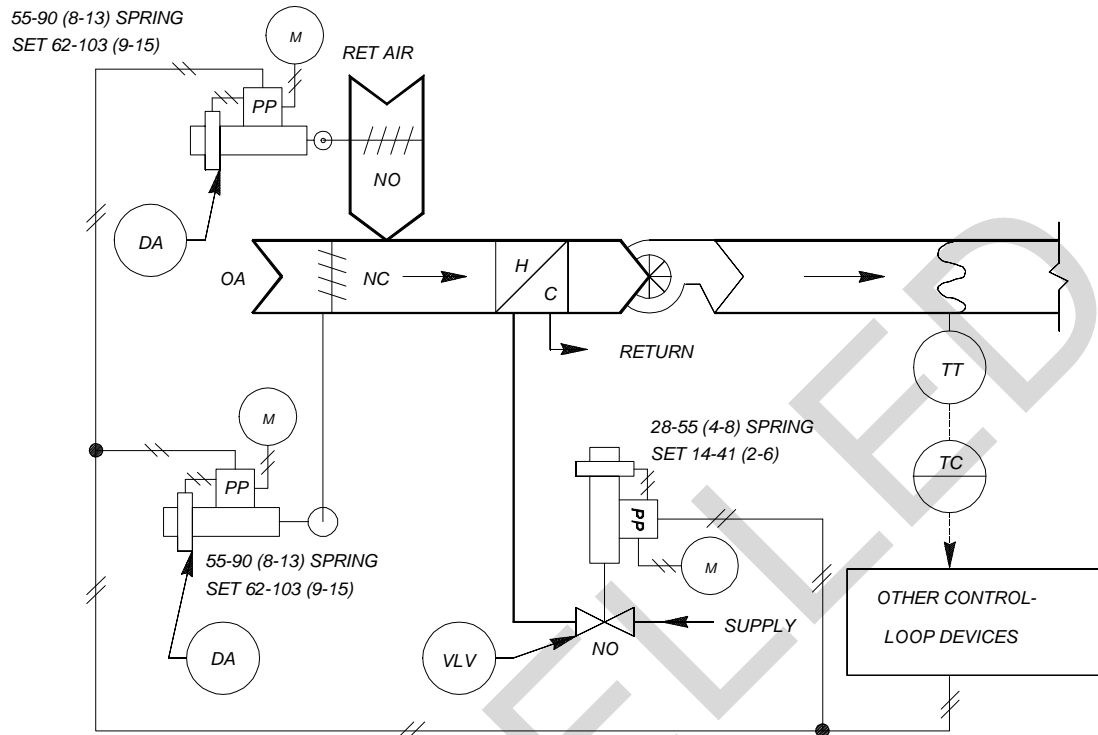 55-90 (8-13) SPRING
SET 62-103 (9-15)
M
RET AIR
PP
NO
DA
OA
NC
H
C
RETURN
TT
M
28-55 (4-8) SPRING
SET 14-41 (2-6)
TC
PP
PP
55-90 (8-13) SPRING
SET 62-103 (9-15)
M
OTHER CONTROL-
LOOP DEVICES
SUPPLY
NO
VLV
DA
ELLED